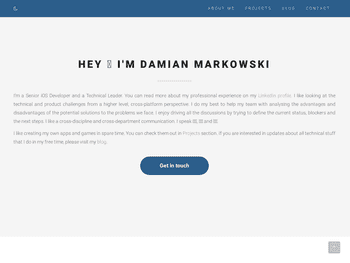 ABOUT ME PROJECTS BLOG CONTACT
HEY I'M DAMIAN MARKOWSKI
I'm a Senior iOS Developer and a Technical Leader. You can read more about my professional experience on my LinkedIn profile. I like looking at the
technical and product challenges from a higher level, cross-platform perspective. I do my best to help my team with analysing the advantages and
disadvantages of the potential solutions to the problems we face. I enjoy driving all the discussions by trying to define the current status, blockers and
the next steps. I like a cross-discipline and cross-department communication. I speak
I like creating my own apps and games in spare time. You can check them out in Projects section. If you are interested in updates about all technical stuff
that I do in my free time, please visit my blog.
Get in touch